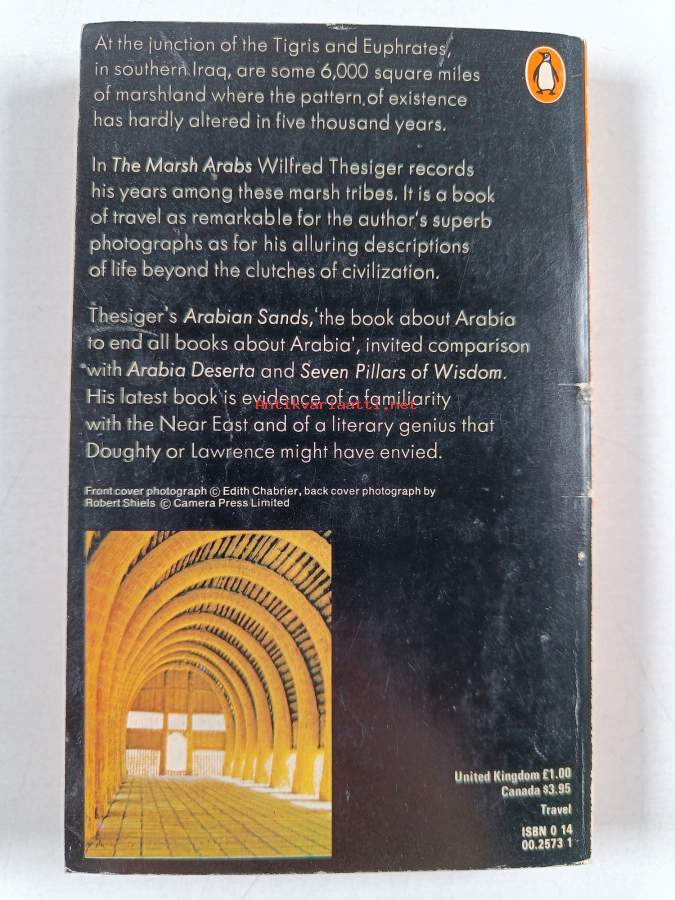 At the junction of the Tigris and Euphrates,
in southern Iraq, are some 6,000 square miles
of marshland where the pattern of existence
has hardly altered in five thousand years.
In The Marsh Arabs Wilfred Thesiger records
his years among these marsh tribes. It is a book
of travel as remarkable for the author's superb
photographs as for his alluring descriptions
of life beyond the clutches of civilization.
Thesiger's Arabian Sands, 'the book about Arabia
to end all books about Arabia', invited comparison
with Arabia Deserta and Seven Pillars of Wisdom.
His latest book is evidence of a familiarity
Antikvariaatti.net
with the Near East and of a literary genius that
Doughty or Lawrence might have envied.
Front cover photograph © Edith Chabrier, back cover photograph by
Robert Shiels © Camera Press Limited
United Kingdom £1.00
Canada $3.95
Travel
ISBN 0 14
00.2573 1